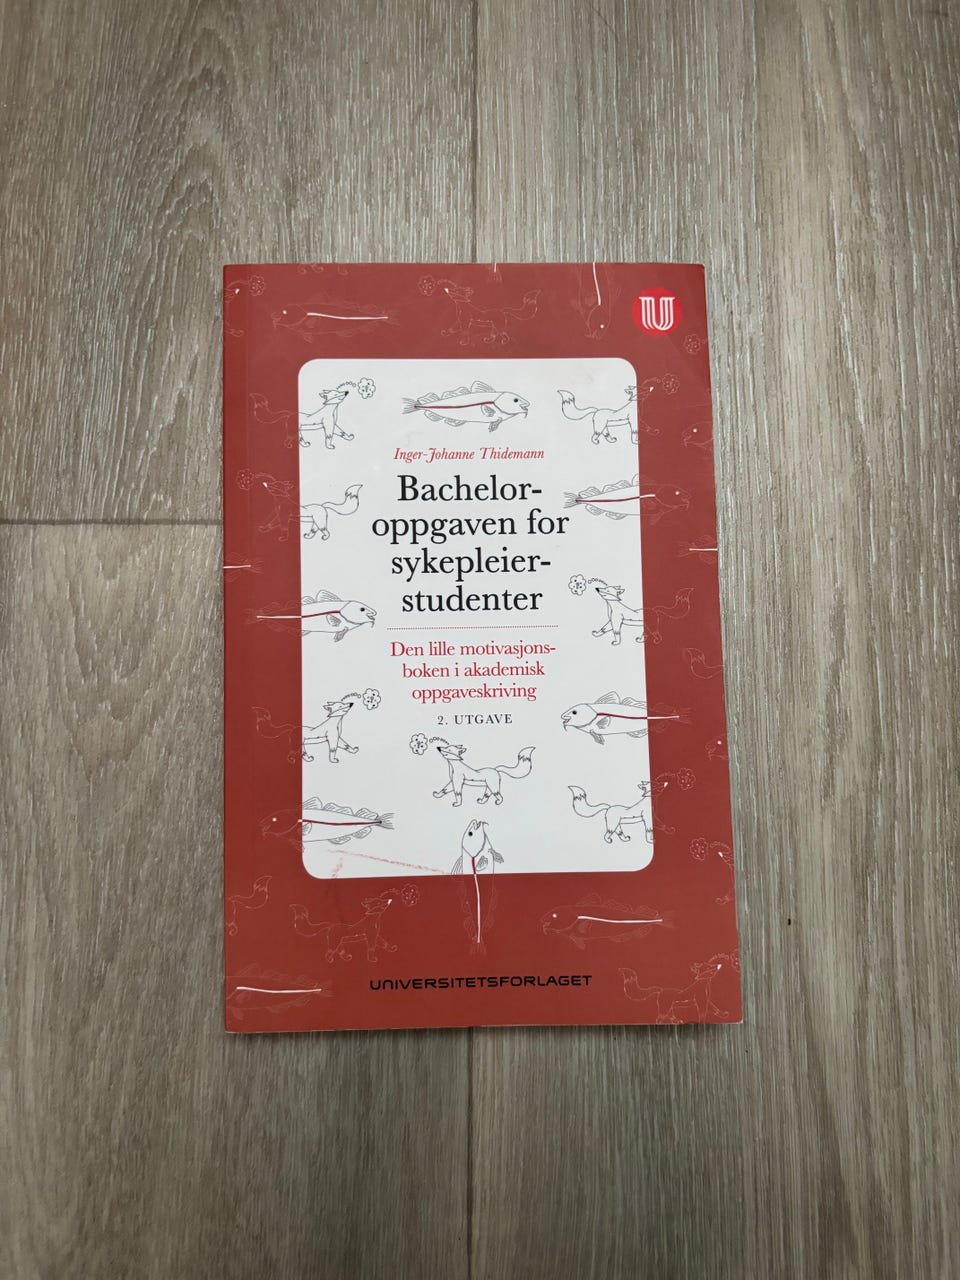 U
Inger-Johanne Thidemann
Bachelor-
oppgaven for
sykepleier-
studenter
Den lille motivasjons-
boken i akademisk
oppgaveskriving
2. UTGAVE
UNIVERSITETSFORLAGET